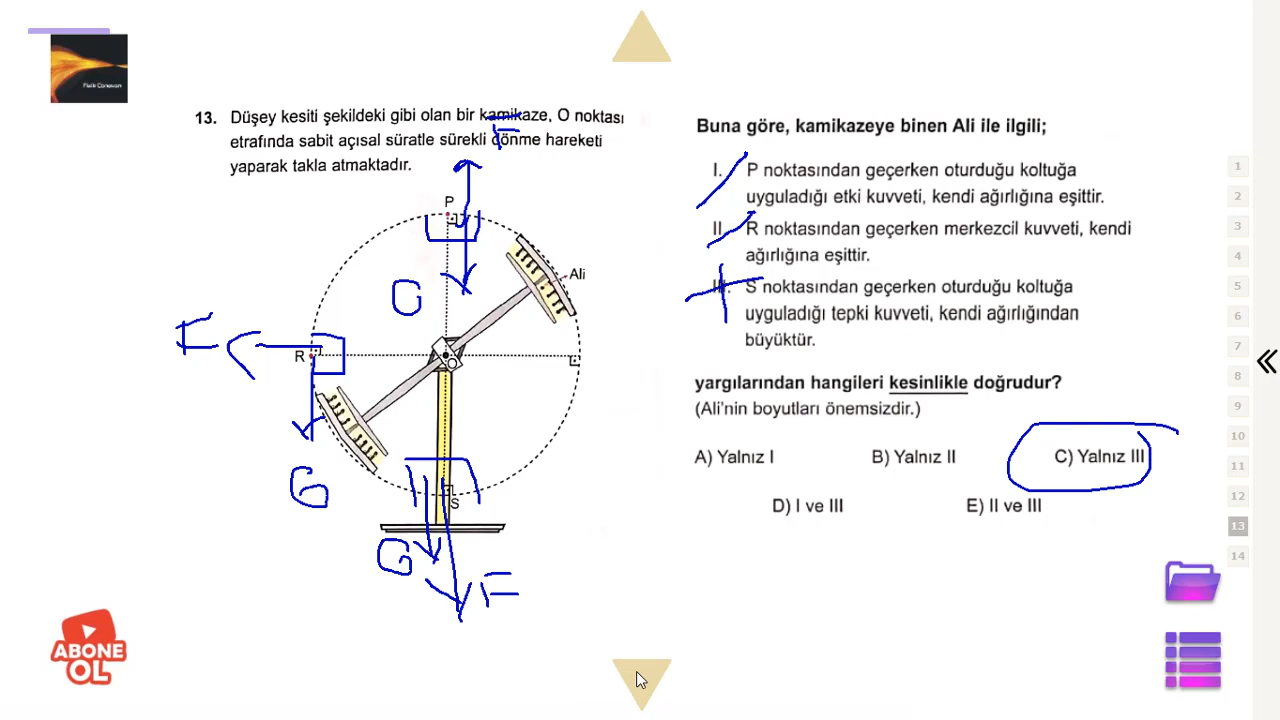 Fizik Canavarı
13. Düşey kesiti şekildeki gibi olan bir kamikaze, O noktası
etrafında sabit açısal süratle sürekli dönme hareketi
yaparak takla atmaktadır.
F
P
Ali
G
F
R
O
G
S
G
F
Buna göre, kamikazeye binen Ali ile ilgili;
I. P noktasından geçerken oturduğu koltuğa
uyguladığı etki kuvveti, kendi ağırlığına eşittir.
II. R noktasından geçerken merkezcil kuvveti, kendi
ağırlığına eşittir.
III. S noktasından geçerken oturduğu koltuğa
uyguladığı tepki kuvveti, kendi ağırlığından
büyüktür.
yargılarından hangileri kesinlikle doğrudur?
(Ali'nin boyutları önemsizdir.)
A) Yalnız I B) Yalnız II C) Yalnız III
D) I ve III E) II ve III
1
2
3
4
5
6
7
8
9
10
11
12
13
14
ABONE
OL